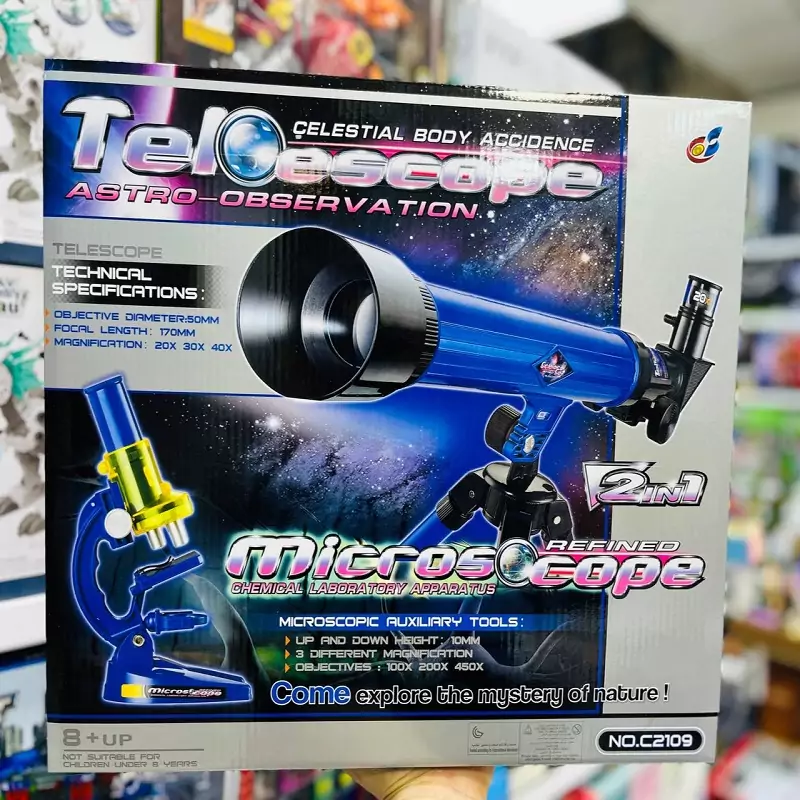 Telescope
CELESTIAL BODY ACCIDENCE
ASTRO-OBSERVATION
TELESCOPE
TECHNICAL
SPECIFICATIONS:
OBJECTIVE DIAMETER:50MM
FOCAL LENGTH: 170MM
MAGNIFICATION: 20X 30X 40X
20X
2IN1
REFINED
Microscope
CHEMICAL LABORATORY APPARATUS
MICROSCOPIC AUXILIARY TOOLS:
UP AND DOWN HEIGHT: 10MM
3 DIFFERENT MAGNIFICATION
OBJECTIVES: 100X 200X 450X
Microscope
Come explore the mystery of nature!
8+UP
NOT SUITABLE FOR
CHILDREN UNDER 8 YEARS
NO.C2109